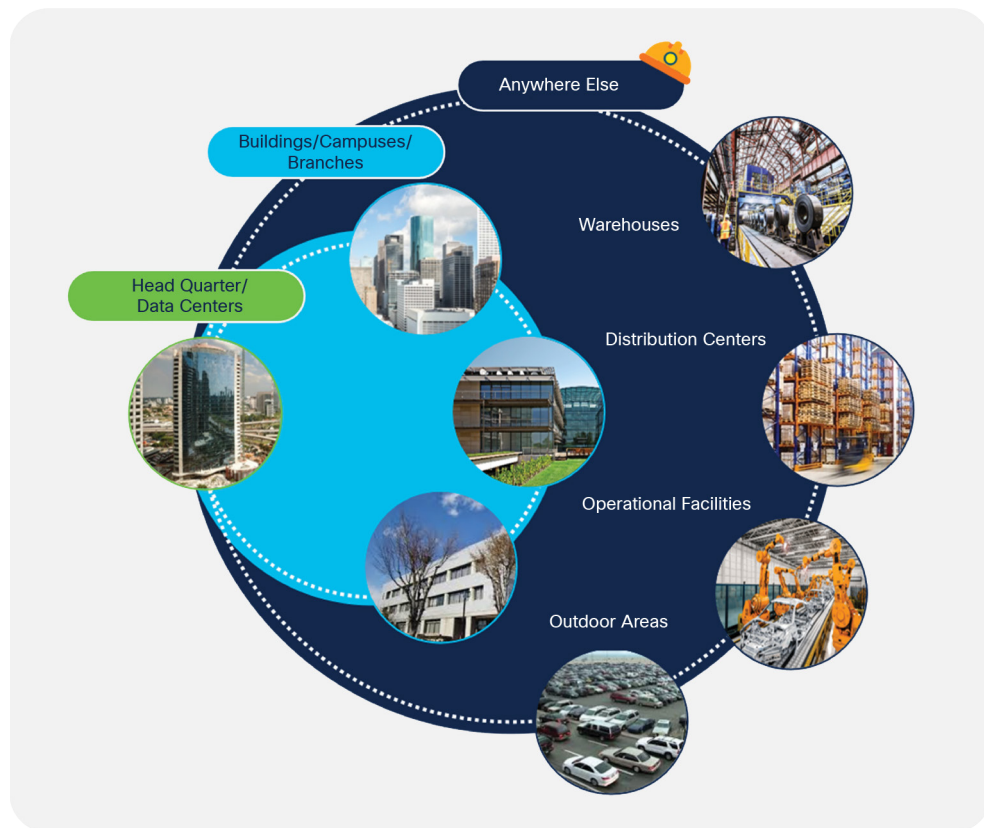 Anywhere Else
Buildings/Campuses/
Branches
Warehouses
Head Quarter/
Data Centers
Distribution Centers
Operational Facilities
Outdoor Areas